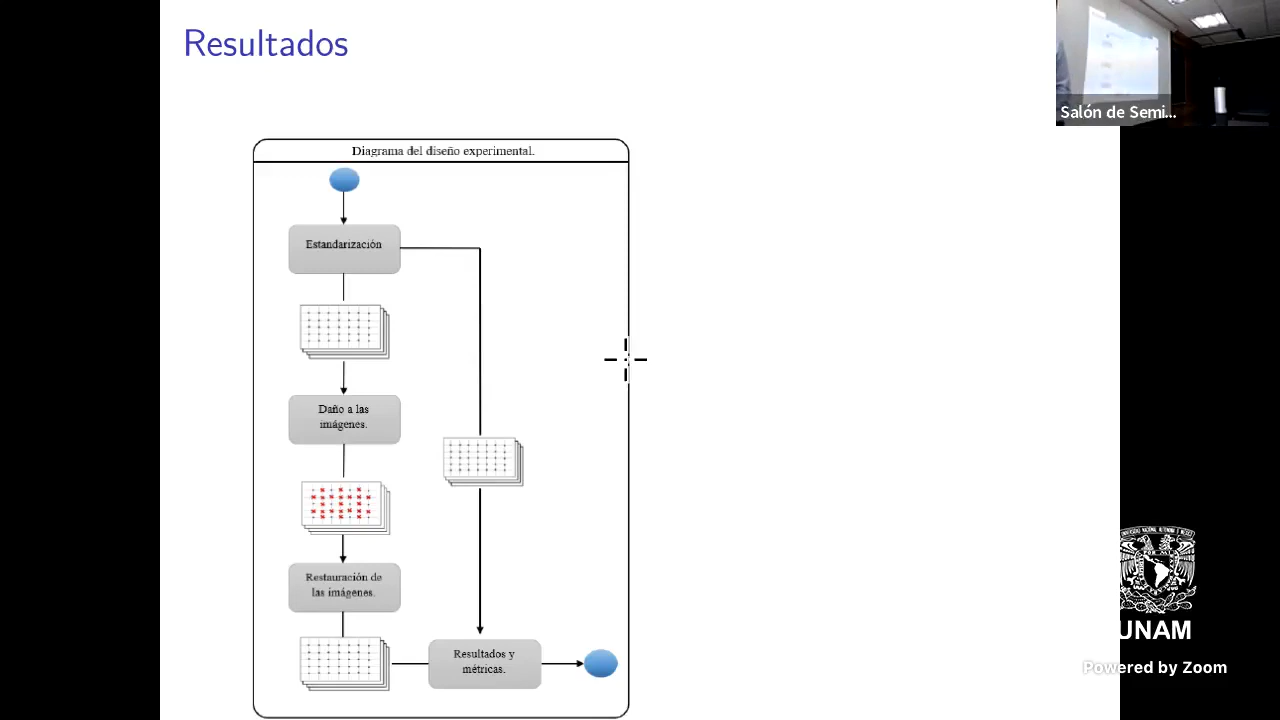 Resultados
Salón de Semi...
Diagrama del diseño experimental.
Estandarización
Daño a las
imágenes.
Restauración de
las imágenes.
Resultados y
métricas.
UNAM
Powered by Zoom